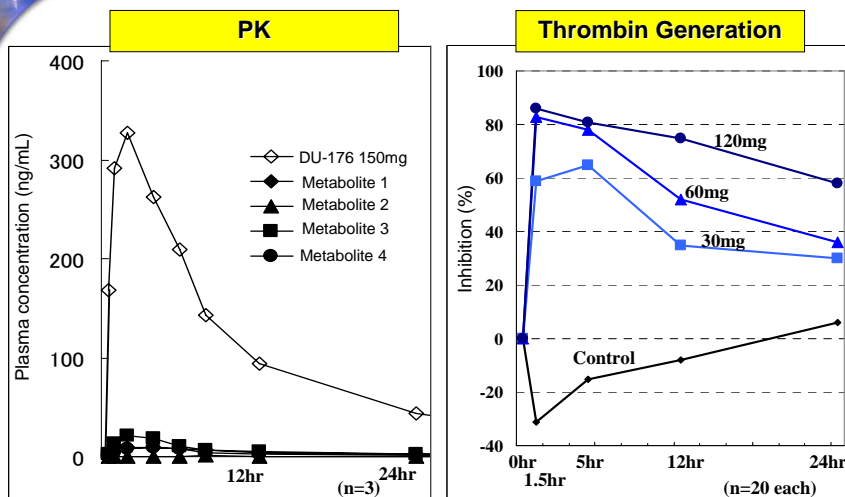 PK
Plasma concentration (ng/mL)
400
300
200
100
0
DU-176 150mg
Metabolite 1
Metabolite 2
Metabolite 3
Metabolite 4
12hr
24hr
(n=3)
Thrombin Generation
Inhibition (%)
100
80
60
40
20
0
-20
-40
120mg
60mg
30mg
Control
0hr
1.5hr
5hr
12hr
24hr
(n=20 each)